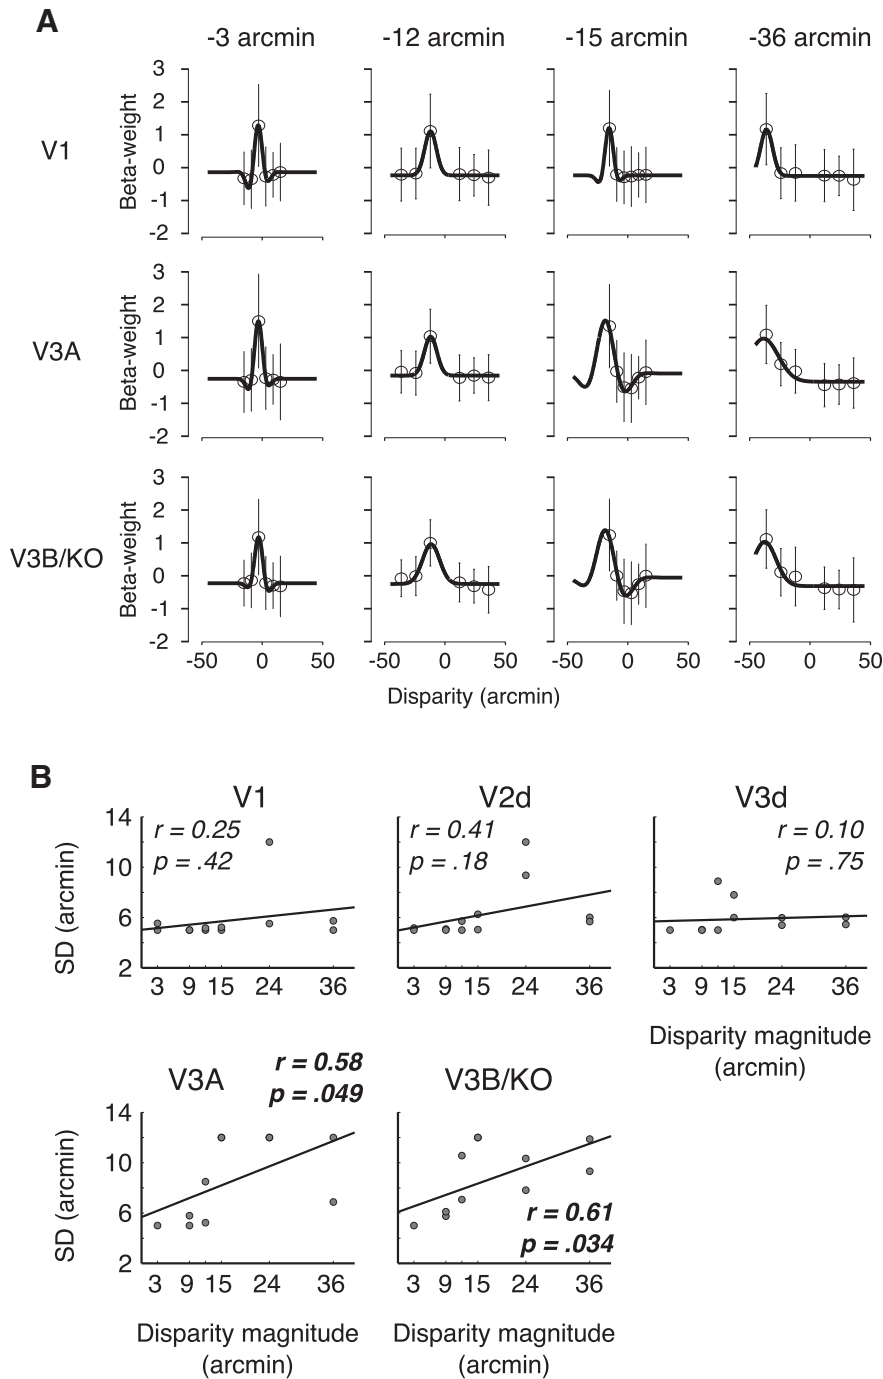 A
-3 arcmin -12 arcmin -15 arcmin -36 arcmin
V1
Beta-weight
3
2
1
0
-1
-2
V3A
Beta-weight
3
2
1
0
-1
-2
V3B/KO
Beta-weight
3
2
1
0
-1
-2
-50 0 50 -50 0 50 -50 0 50 -50 0 50
Disparity (arcmin)
B
V1
r = 0.25
p = .42
SD (arcmin)
14
10
6
2
3 9 15 24 36
V2d
r = 0.41
p = .18
3 9 15 24 36
V3d
r = 0.10
p = .75
3 9 15 24 36
Disparity magnitude
(arcmin)
V3A
r = 0.58
p = .049
SD (arcmin)
14
10
6
2
3 9 15 24 36
Disparity magnitude
(arcmin)
V3B/KO
r = 0.61
p = .034
3 9 15 24 36
Disparity magnitude
(arcmin)